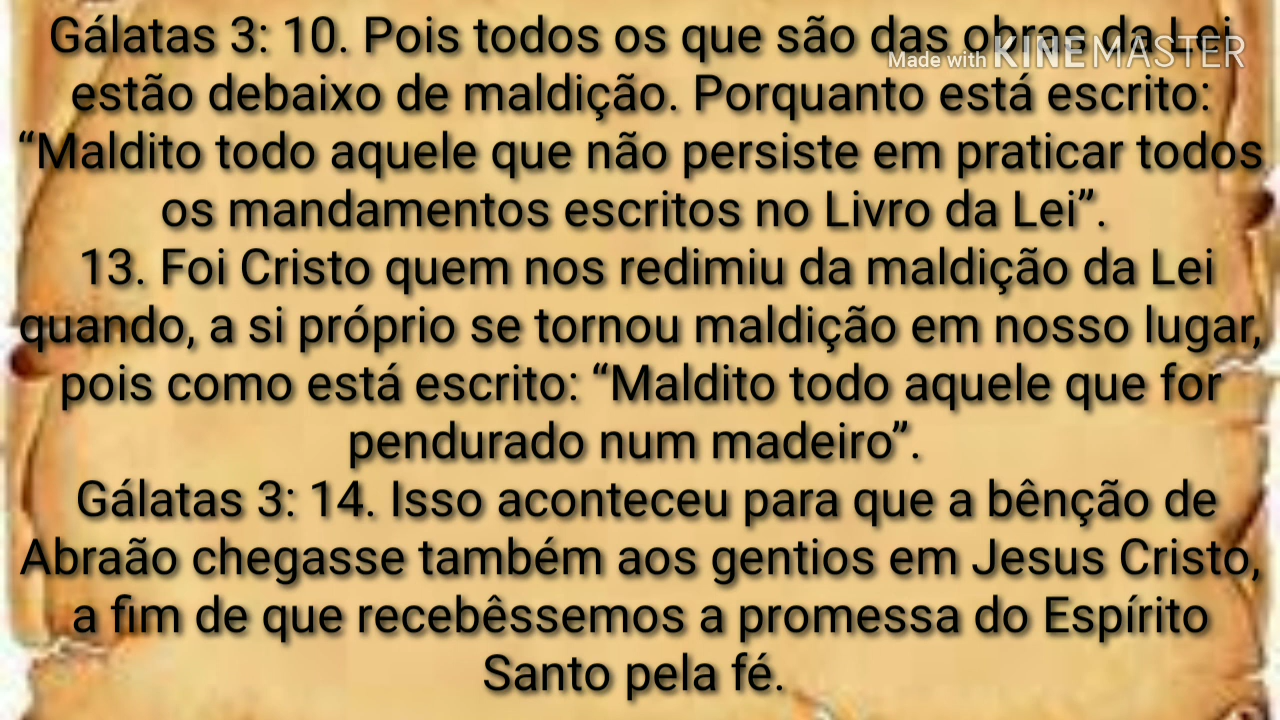 Gálatas 3: 10. Pois todos os que são das obras da Lei
Made with KINEMASTER
estão debaixo de maldição. Porquanto está escrito:
“Maldito todo aquele que não persiste em praticar todos
os mandamentos escritos no Livro da Lei”.
13. Foi Cristo quem nos redimiu da maldição da Lei
quando, a si próprio se tornou maldição em nosso lugar,
pois como está escrito: “Maldito todo aquele que for
pendurado num madeiro”.
Gálatas 3: 14. Isso aconteceu para que a bênção de
Abraão chegasse também aos gentios em Jesus Cristo,
a fim de que recebêssemos a promessa do Espírito
Santo pela fé.